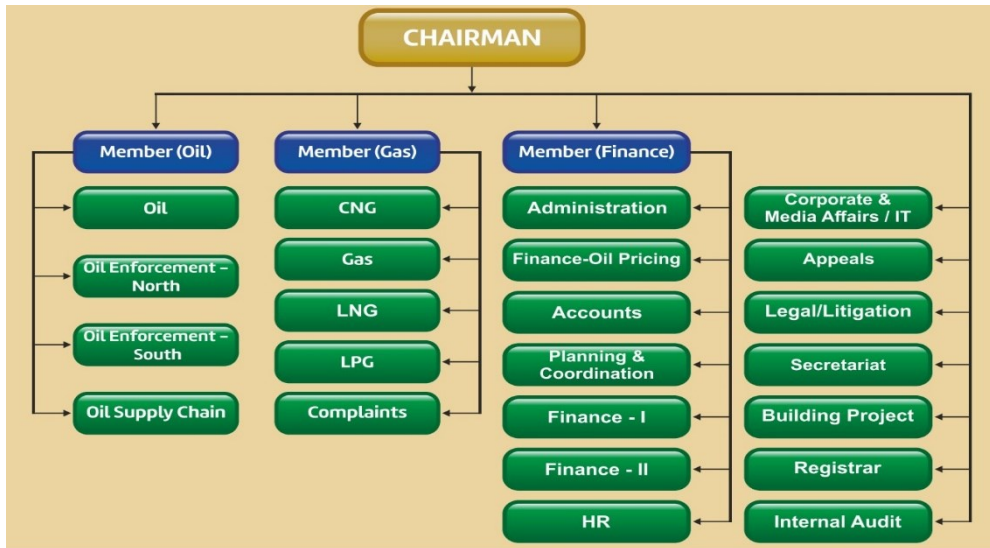 CHAIRMAN
Member (Oil)
Member (Gas)
Member (Finance)
Oil
Oil Enforcement –
North
Oil Enforcement –
South
Oil Supply Chain
CNG
Gas
LNG
LPG
Complaints
Administration
Finance-Oil Pricing
Accounts
Planning &
Coordination
Finance - I
Finance - II
HR
Corporate &
Media Affairs / IT
Appeals
Legal/Litigation
Secretariat
Building Project
Registrar
Internal Audit